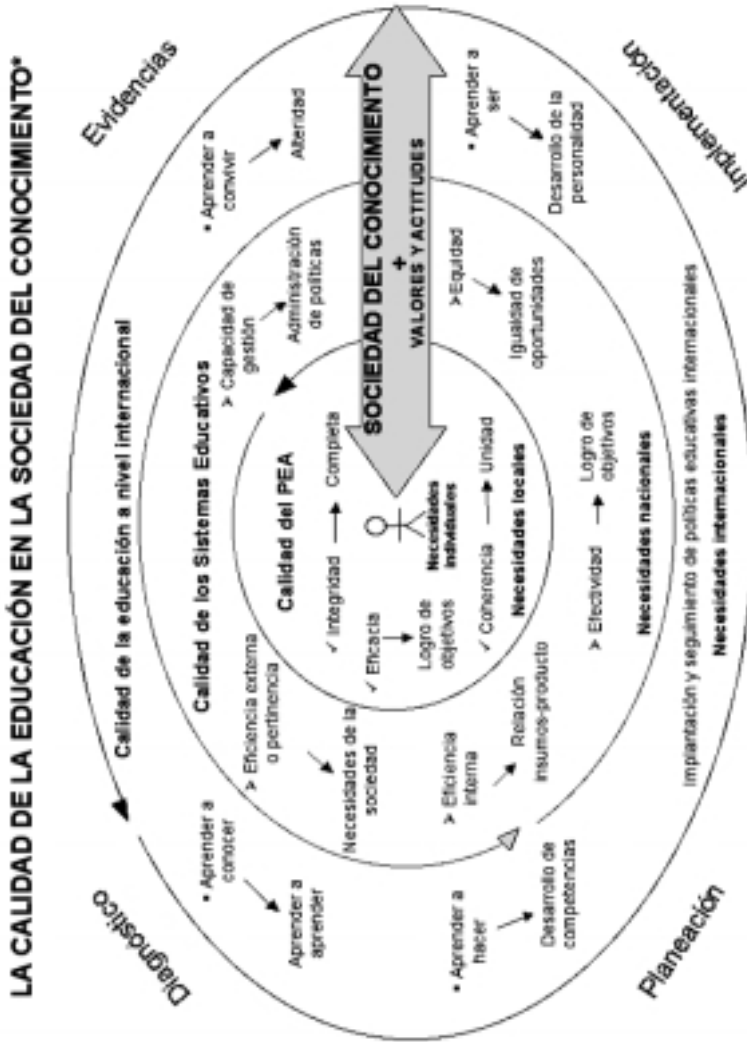 LA CALIDAD DE LA EDUCACIÓN EN LA SOCIEDAD DEL CONOCIMIENTO*
Diagnóstico
Evidencias
Calidad de la educación a nivel internacional
• Aprender a
conocer
Aprender a
aprender
• Aprender a
convivir
Alteridad
Calidad de los Sistemas Educativos
> Eficiencia externa
o pertinencia
Necesidades de la
sociedad
> Capacidad de
gestión
Administración
de políticas
Calidad del PEA
✓ Integridad
Completa
✓ Eficacia
Logro de
objetivos
Necesidades
individuales
✓ Coherencia
Unidad
Necesidades locales
SOCIEDAD DEL CONOCIMIENTO
+
VALORES Y ACTITUDES
> Eficiencia
interna
Relación
insumos-producto
> Equidad
Igualdad de
oportunidades
> Efectividad
Logro de
objetivos
Necesidades nacionales
• Aprender a
hacer
Desarrollo de
competencias
• Aprender a
ser
Desarrollo de la
personalidad
Implantación y seguimiento de políticas educativas internacionales
Necesidades internacionales
Planeación
Implementación